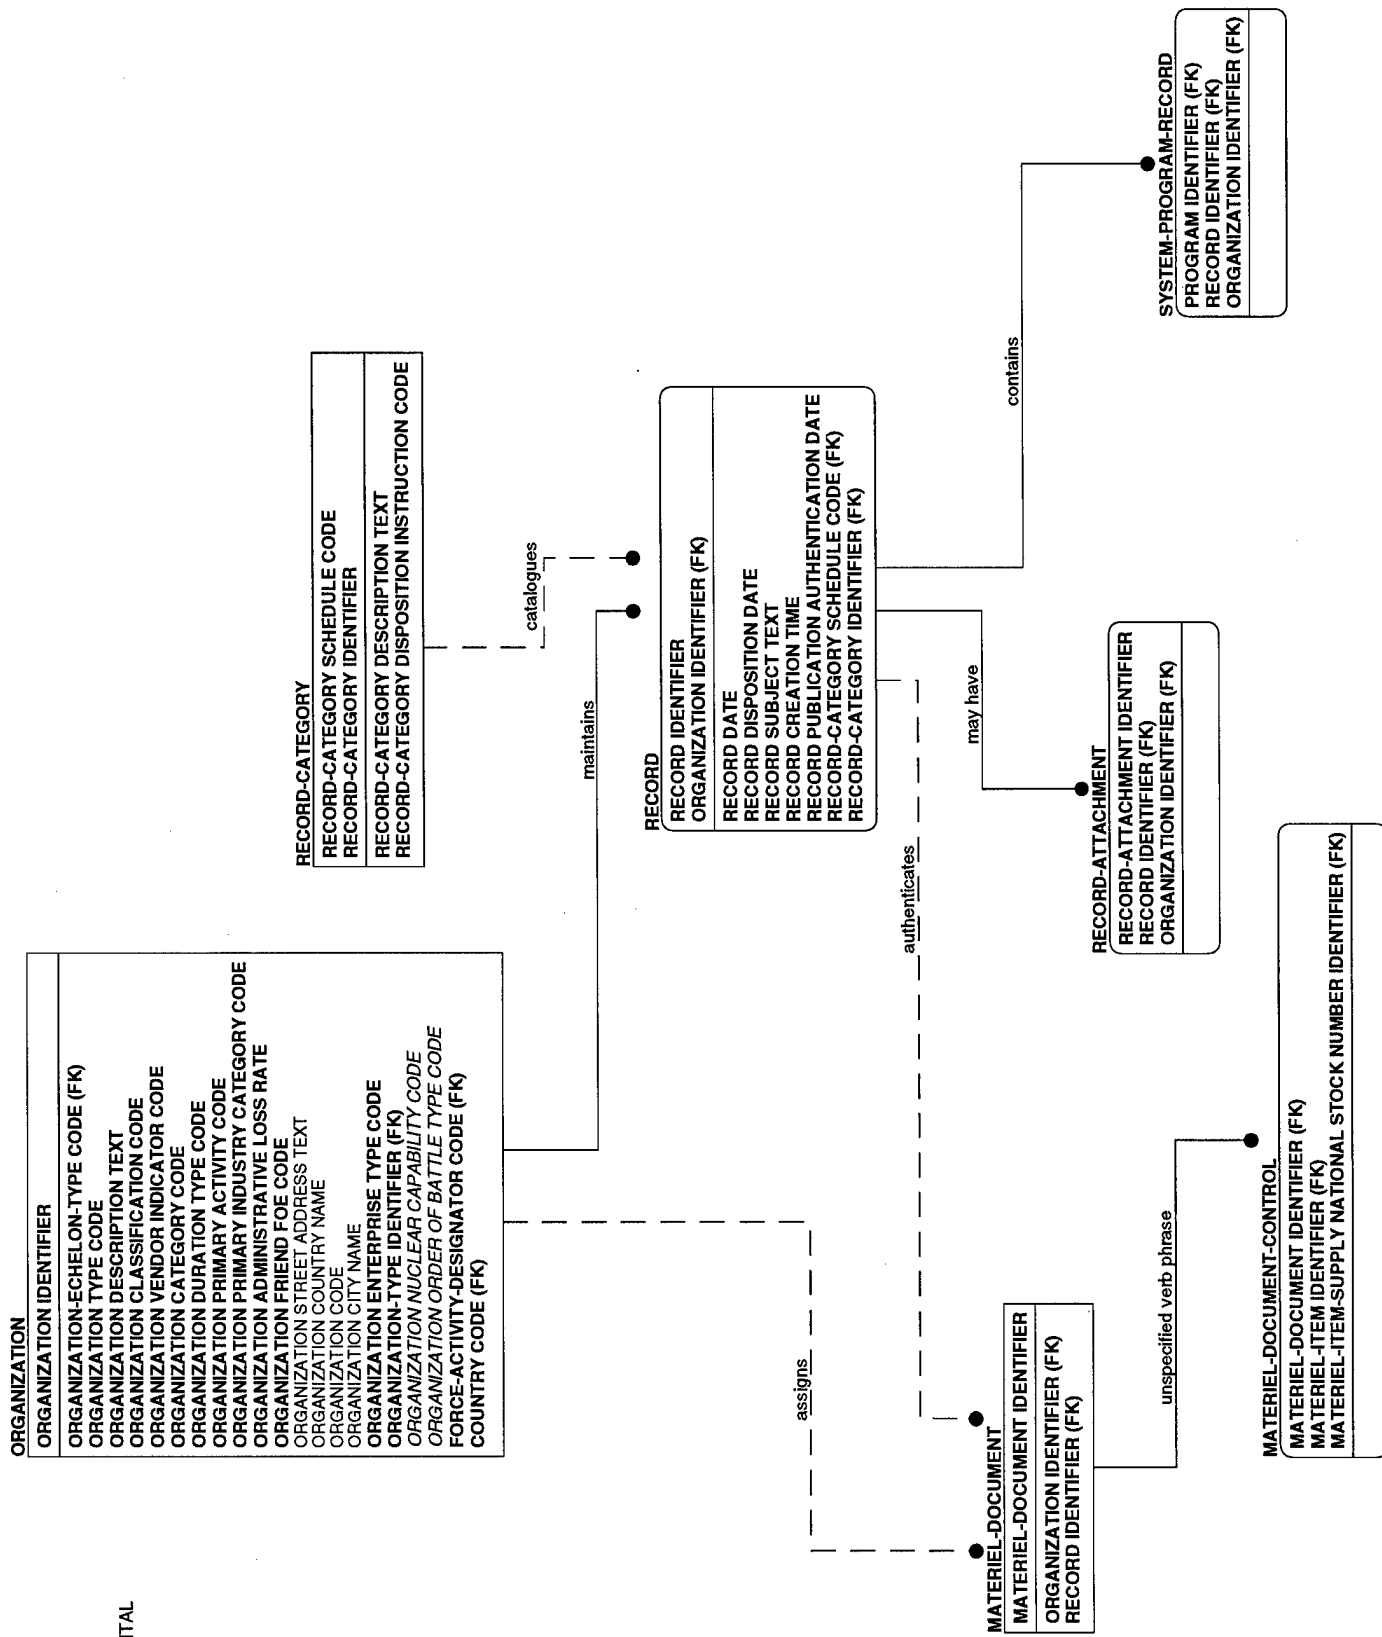 ITAL
ORGANIZATION
ORGANIZATION IDENTIFIER
ORGANIZATION-ECHELON-TYPE CODE (FK)
ORGANIZATION TYPE CODE
ORGANIZATION DESCRIPTION TEXT
ORGANIZATION CLASSIFICATION CODE
ORGANIZATION VENDOR INDICATOR CODE
ORGANIZATION CATEGORY CODE
ORGANIZATION DURATION TYPE CODE
ORGANIZATION PRIMARY ACTIVITY CODE
ORGANIZATION PRIMARY INDUSTRY CATEGORY CODE
ORGANIZATION ADMINISTRATIVE LOSS RATE
ORGANIZATION FRIEND FOE CODE
ORGANIZATION STREET ADDRESS TEXT
ORGANIZATION COUNTRY NAME
ORGANIZATION CODE
ORGANIZATION CITY NAME
ORGANIZATION ENTERPRISE TYPE CODE
ORGANIZATION-TYPE IDENTIFIER (FK)
ORGANIZATION NUCLEAR CAPABILITY CODE
ORGANIZATION ORDER OF BATTLE TYPE CODE
FORCE-ACTIVITY-DESIGNATOR CODE (FK)
COUNTRY CODE (FK)
RECORD-CATEGORY
RECORD-CATEGORY SCHEDULE CODE
RECORD-CATEGORY IDENTIFIER
RECORD-CATEGORY DESCRIPTION TEXT
RECORD-CATEGORY DISPOSITION INSTRUCTION CODE
catalogues
maintains
RECORD
RECORD IDENTIFIER
ORGANIZATION IDENTIFIER (FK)
RECORD DATE
RECORD DISPOSITION DATE
RECORD SUBJECT TEXT
RECORD CREATION TIME
RECORD PUBLICATION AUTHENTICATION DATE
RECORD-CATEGORY SCHEDULE CODE (FK)
RECORD-CATEGORY IDENTIFIER (FK)
assigns
authenticates
may have
contains
MATERIEL-DOCUMENT
MATERIEL-DOCUMENT IDENTIFIER
ORGANIZATION IDENTIFIER (FK)
RECORD IDENTIFIER (FK)
RECORD-ATTACHMENT
RECORD-ATTACHMENT IDENTIFIER
RECORD IDENTIFIER (FK)
ORGANIZATION IDENTIFIER (FK)
SYSTEM-PROGRAM-RECORD
PROGRAM IDENTIFIER (FK)
RECORD IDENTIFIER (FK)
ORGANIZATION IDENTIFIER (FK)
unspecified verb phrase
MATERIEL-DOCUMENT-CONTROL
MATERIEL-DOCUMENT IDENTIFIER (FK)
MATERIEL-ITEM IDENTIFIER (FK)
MATERIEL-ITEM-SUPPLY NATIONAL STOCK NUMBER IDENTIFIER (FK)